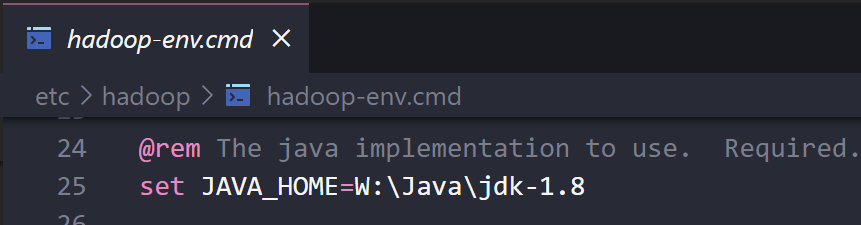 hadoop-env.cmd
etc > hadoop > hadoop-env.cmd
24 @rem The java implementation to use.  Required.
25 set JAVA_HOME=W:\Java\jdk-1.8